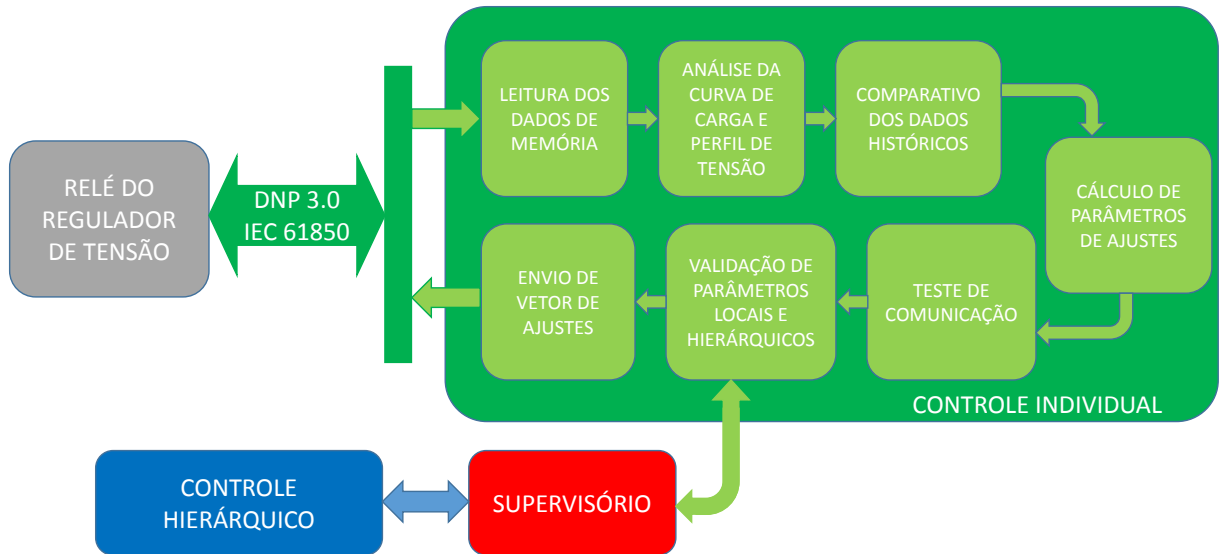 RELÉ DO
REGULADOR
DE TENSÃO
DNP 3.0
IEC 61850
LEITURA DOS
DADOS DE
MEMÓRIA
ANÁLISE DA
CURVA DE
CARGA E
PERFIL DE
TENSÃO
COMPARATIVO
DOS DADOS
HISTÓRICOS
CÁLCULO DE
PARÂMETROS
DE AJUSTES
TESTE DE
COMUNICAÇÃO
VALIDAÇÃO DE
PARÂMETROS
LOCAIS E
HIERÁRQUICOS
ENVIO DE
VETOR DE
AJUSTES
CONTROLE INDIVIDUAL
CONTROLE
HIERÁRQUICO
SUPERVISÓRIO